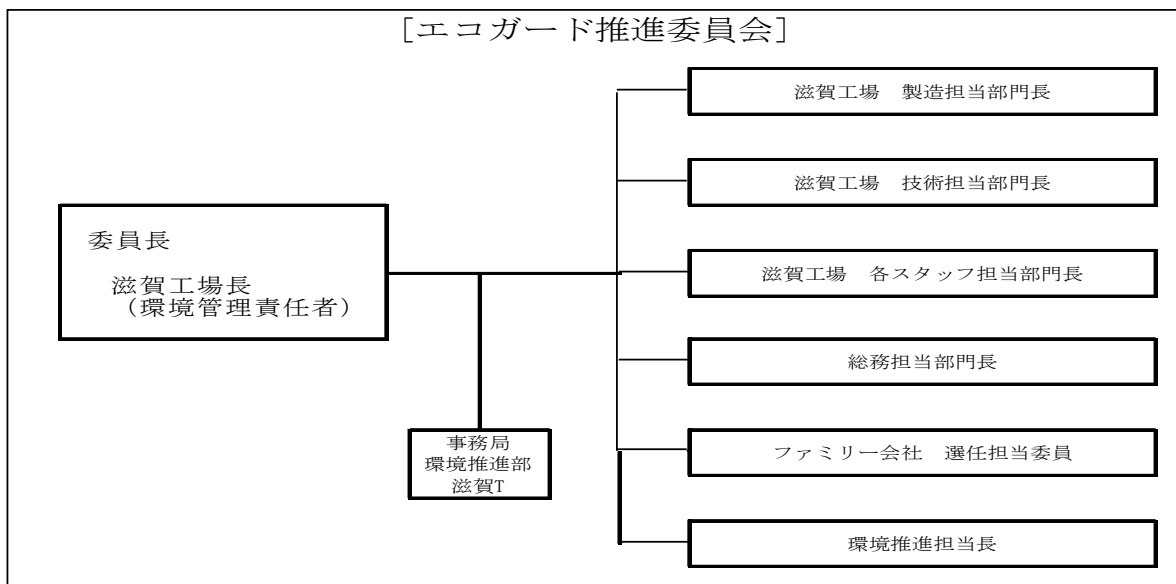 [エコガード推進委員会]
滋賀工場　製造担当部門長
滋賀工場　技術担当部門長
委員長
滋賀工場長
（環境管理責任者）
滋賀工場　各スタッフ担当部門長
総務担当部門長
事務局
環境推進部
滋賀T
ファミリー会社　選任担当委員
環境推進担当長